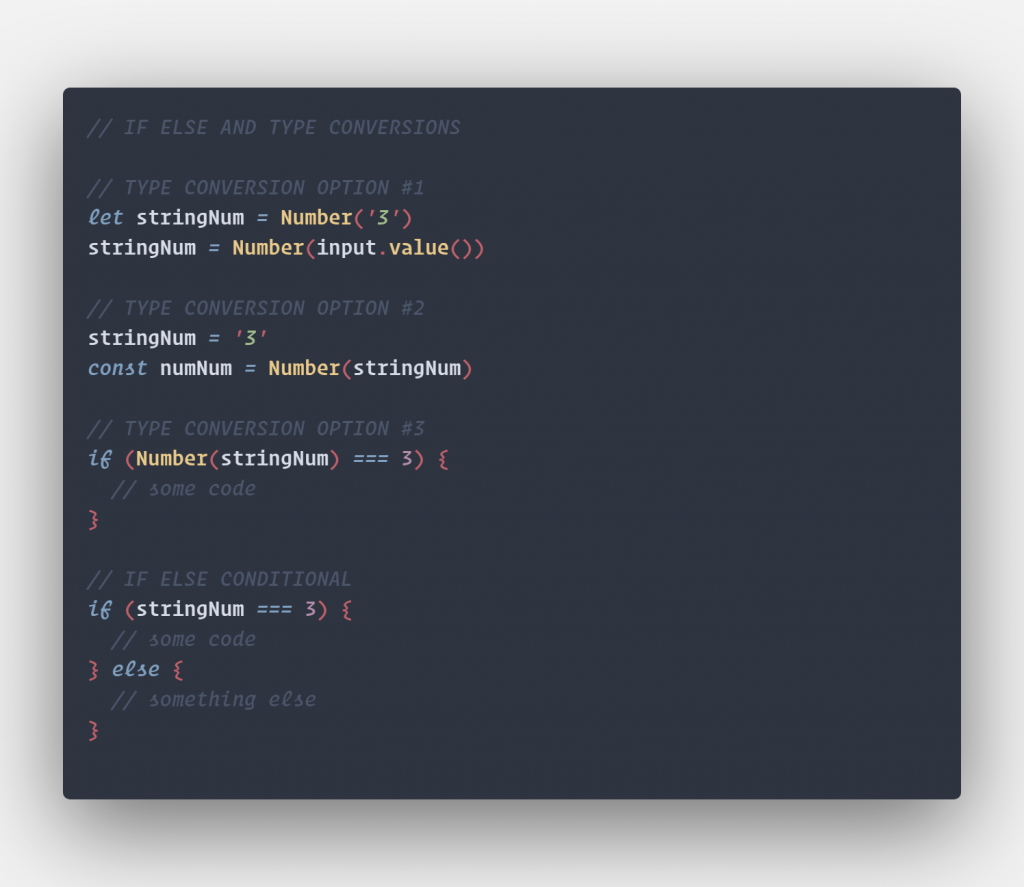 // IF ELSE AND TYPE CONVERSIONS
// TYPE CONVERSION OPTION #1
let stringNum = Number('3')
stringNum = Number(input.value())
// TYPE CONVERSION OPTION #2
stringNum = '3'
const numNum = Number(stringNum)
// TYPE CONVERSION OPTION #3
if (Number(stringNum) === 3) {
  // some code
}
// IF ELSE CONDITIONAL
if (stringNum === 3) {
  // some code
} else {
  // something else
}